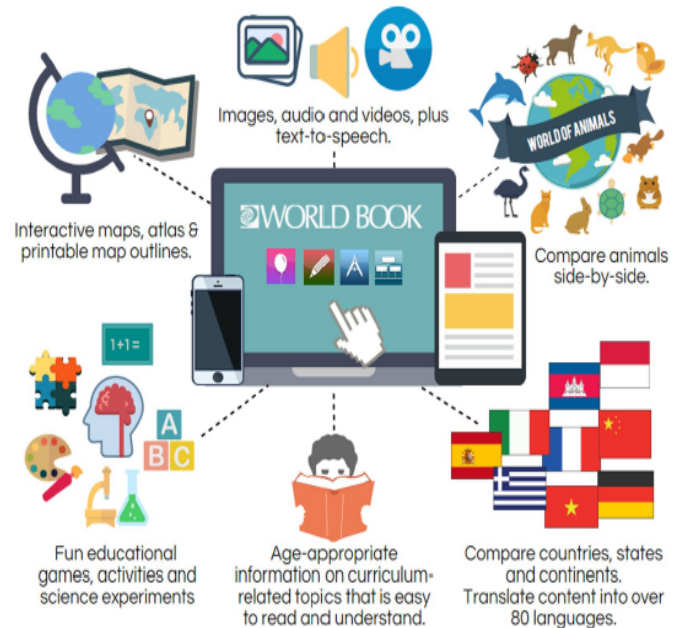 Images, audio and videos, plus
text-to-speech.
WORLD OF ANIMALS
Interactive maps, atlas &
printable map outlines.
WORLD BOOK
Compare animals
side-by-side.
1+1=
A
B C
Fun educational
games, activities and
science experiments
Age-appropriate
information on curriculum-
related topics that is easy
to read and understand.
Compare countries, states
and continents.
Translate content into over
80 languages.